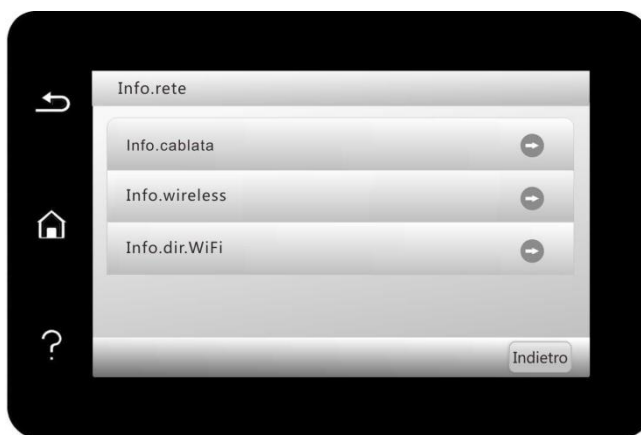 Info.rete
Info.cablata
Info.wireless
Info.dir.WiFi
Indietro